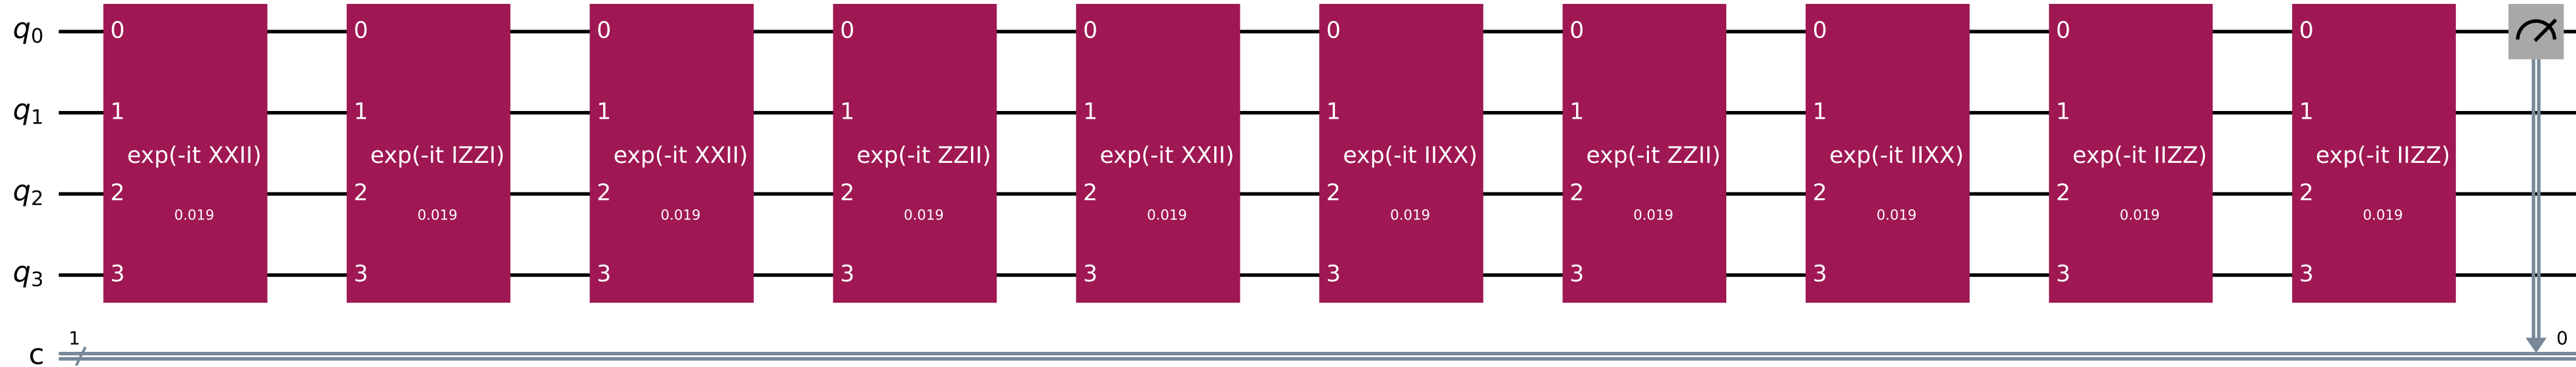 q0 0 0 0 0 0 0 0 0 0 0
q1 1 1 1 1 1 1 1 1 1 1
exp(-it XXII) exp(-it IZZI) exp(-it XXII) exp(-it ZZII) exp(-it XXII) exp(-it IIXX) exp(-it ZZII) exp(-it IIXX) exp(-it IIZZ) exp(-it IIZZ)
q2 2 2 2 2 2 2 2 2 2 2
0.019 0.019 0.019 0.019 0.019 0.019 0.019 0.019 0.019 0.019
q3 3 3 3 3 3 3 3 3 3 3
1 0
c